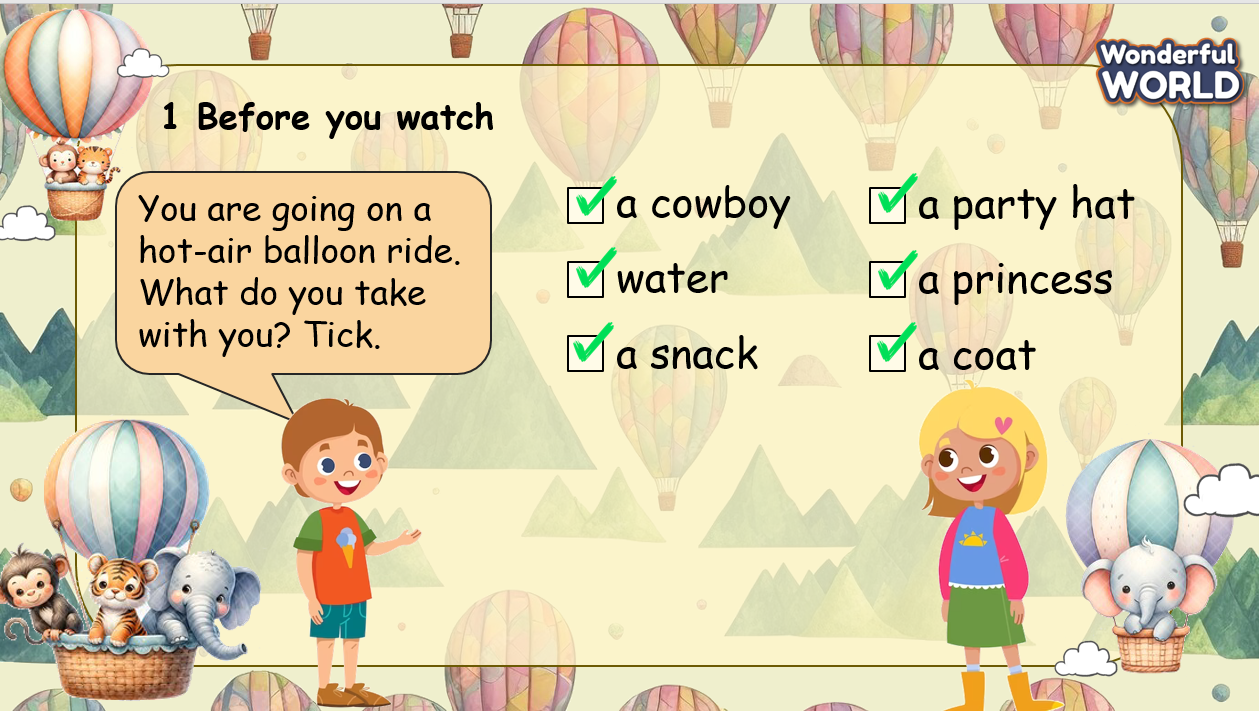 Wonderful
WORLD
1 Before you watch
You are going on a
hot-air balloon ride.
What do you take
with you? Tick.
a cowboy
a party hat
water
a princess
a snack
a coat